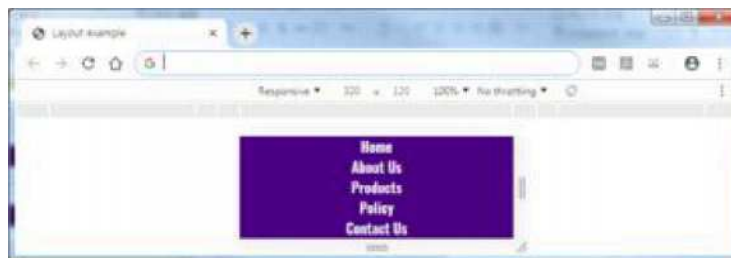 Layout example
G
Responsive ▼ 320 x 120 100% ▼ No throttling ▼
Home
About Us
Products
Policy
Contact Us